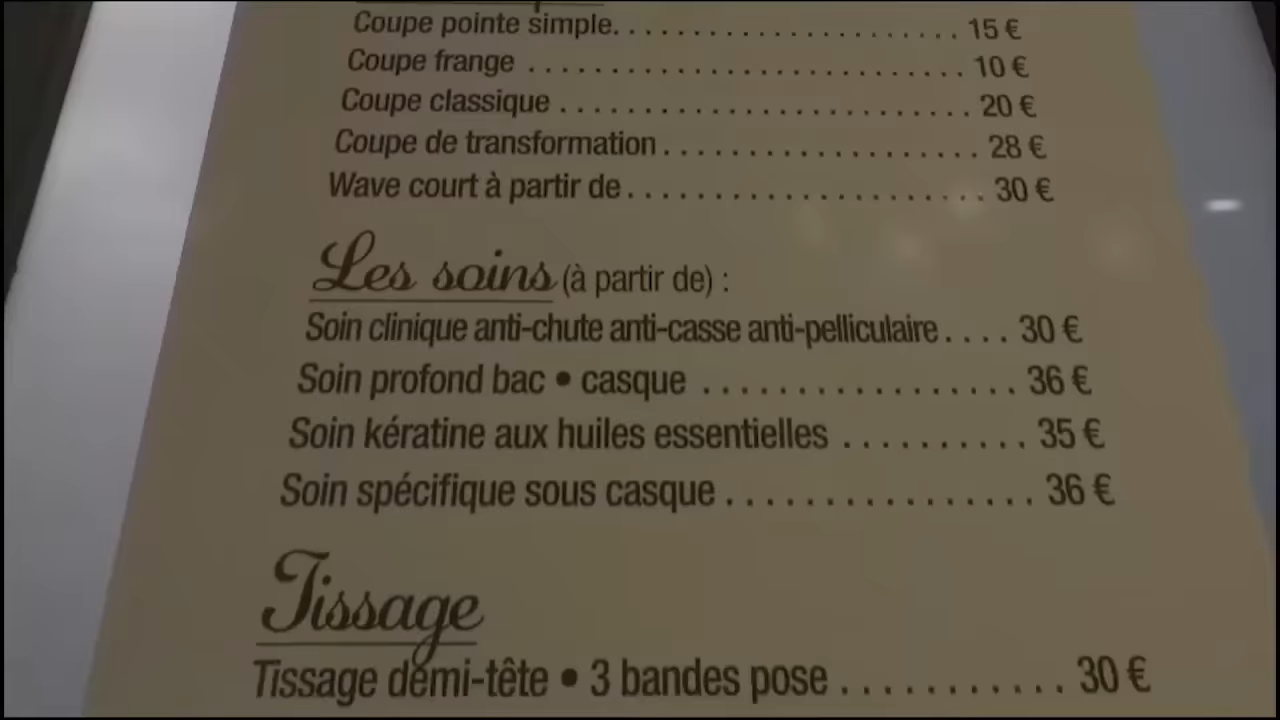 Coupe pointe simple. . . . . . . . . . . . . . . . . . . . . . . . . . 15 €
Coupe frange . . . . . . . . . . . . . . . . . . . . . . . . . . . . . . . . 10 €
Coupe classique . . . . . . . . . . . . . . . . . . . . . . . . . . . . . 20 €
Coupe de transformation . . . . . . . . . . . . . . . . . . . 28 €
Wave court à partir de . . . . . . . . . . . . . . . . . . . . . 30 €
Les soins (à partir de) :
Soin clinique anti-chute anti-casse anti-pelliculaire . . . . 30 €
Soin profond bac • casque . . . . . . . . . . . . . . . . . 36 €
Soin kératine aux huiles essentielles . . . . . . . . . . 35 €
Soin spécifique sous casque . . . . . . . . . . . . . . . . 36 €
Tissage
Tissage demi-tête • 3 bandes pose . . . . . . . . . . . 30 €